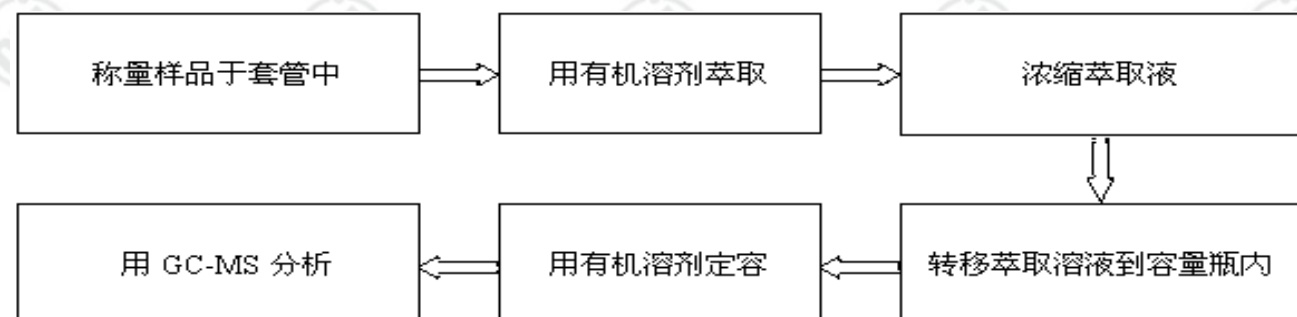 称量样品于套管中
用有机溶剂萃取
浓缩萃取液
转移萃取溶液到容量瓶内
用有机溶剂定容
用 GC-MS 分析